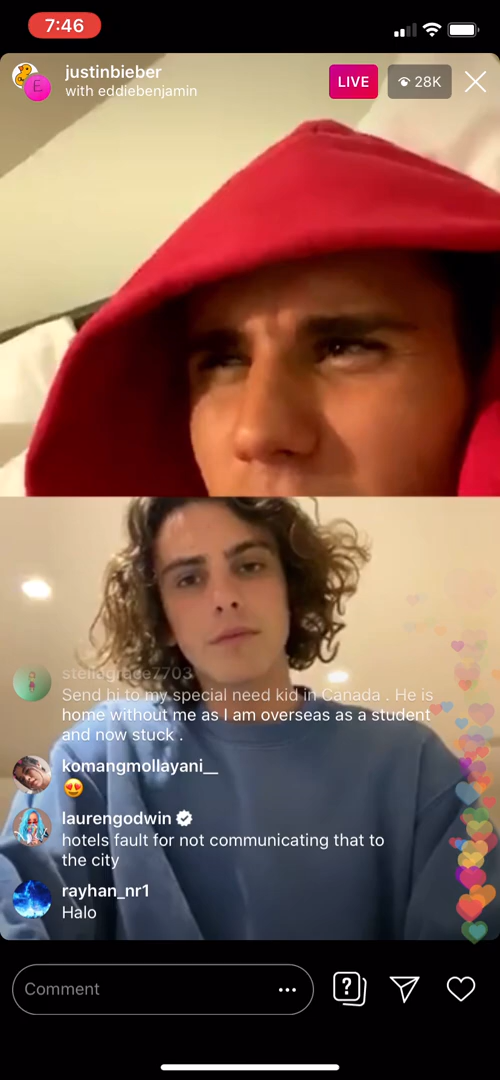 7:46
justinbieber
with eddiebenjamin
E
LIVE
28K
stellagrace7703
Send hi to my special need kid in Canada . He is
home without me as I am overseas as a student
and now stuck .
komangmollayani__
😍
laurengodwin
hotels fault for not communicating that to
the city
rayhan_nr1
Halo
Comment
?